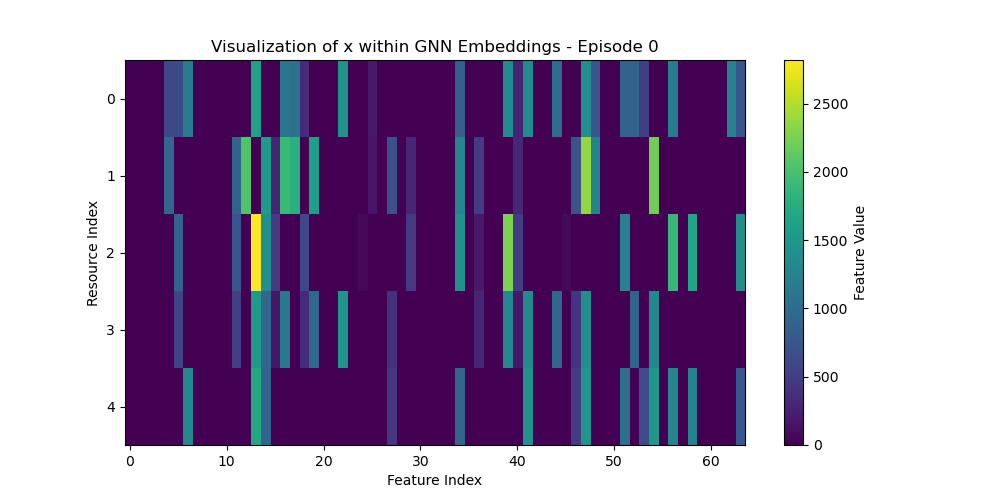 Visualization of x within GNN Embeddings - Episode 0
Resource Index
0
1
2
3
4
0 10 20 30 40 50 60
Feature Index
2500
2000
1500
1000
500
0
Feature Value